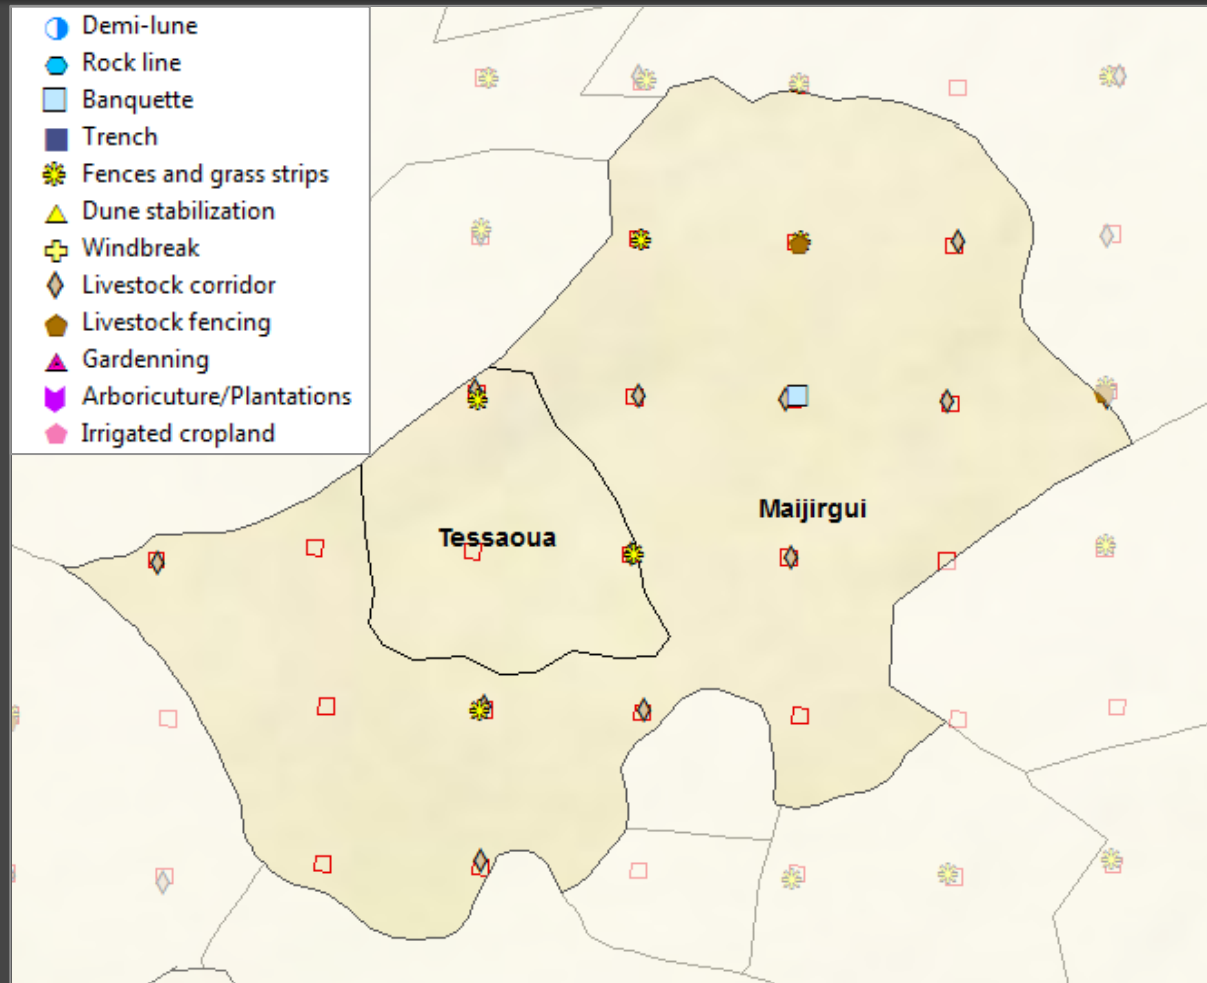 Demi-lune
Rock line
Banquette
Trench
Fences and grass strips
Dune stabilization
Windbreak
Livestock corridor
Livestock fencing
Gardenning
Arboricuture/Plantations
Irrigated cropland
Maijirgui
Tessaoua